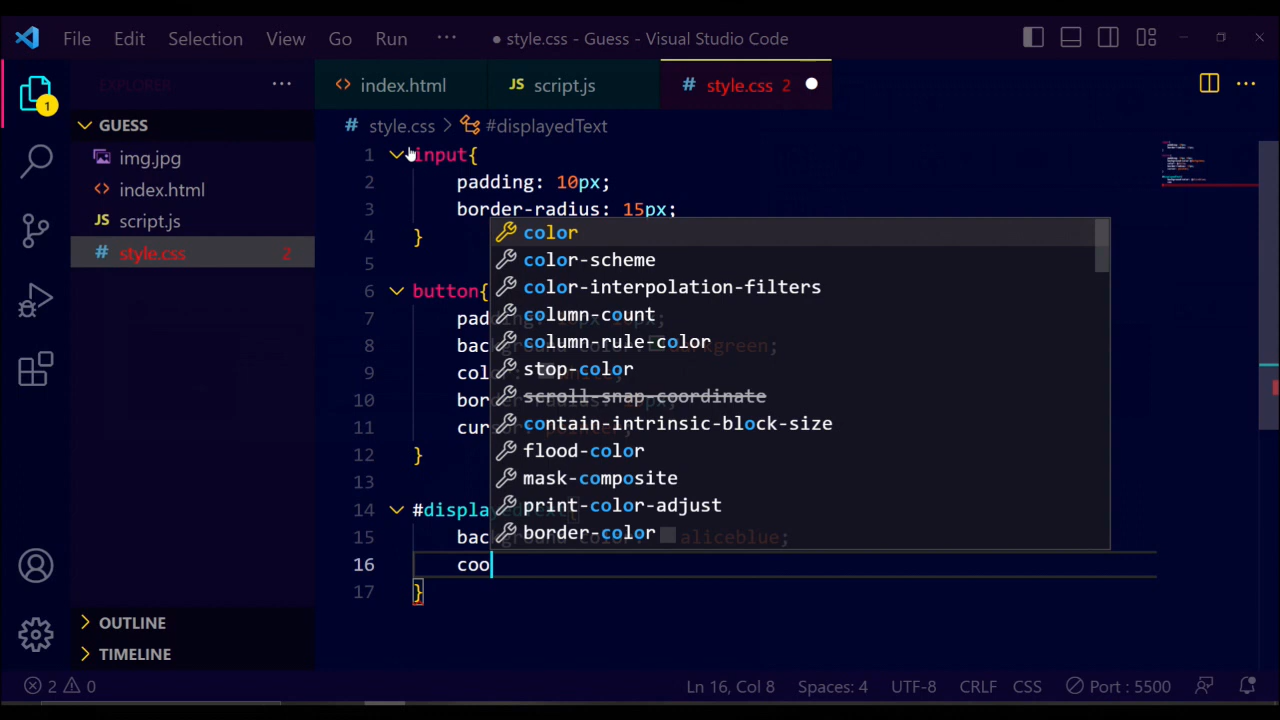 File Edit Selection View Go Run ··· ● style.css - Guess - Visual Studio Code
EXPLORER ···
<> index.html JS script.js # style.css 2 ●
1
GUESS
img.jpg
<> index.html
JS script.js
# style.css 2
OUTLINE
TIMELINE
# style.css > #displayedText
1 input{
2 padding: 10px;
3 border-radius: 15px;
4 }
5
6 button{
7 pad
8 bac darkgreen;
9 col
10 bor
11 cur
12 }
13
14 #displa
15 bac aliceblue;
16 coo
17 }
color
color-scheme
color-interpolation-filters
column-count
column-rule-color
stop-color
scroll-snap-coordinate
contain-intrinsic-block-size
flood-color
mask-composite
print-color-adjust
border-color
2 0 Ln 16, Col 8 Spaces: 4 UTF-8 CRLF CSS Port : 5500